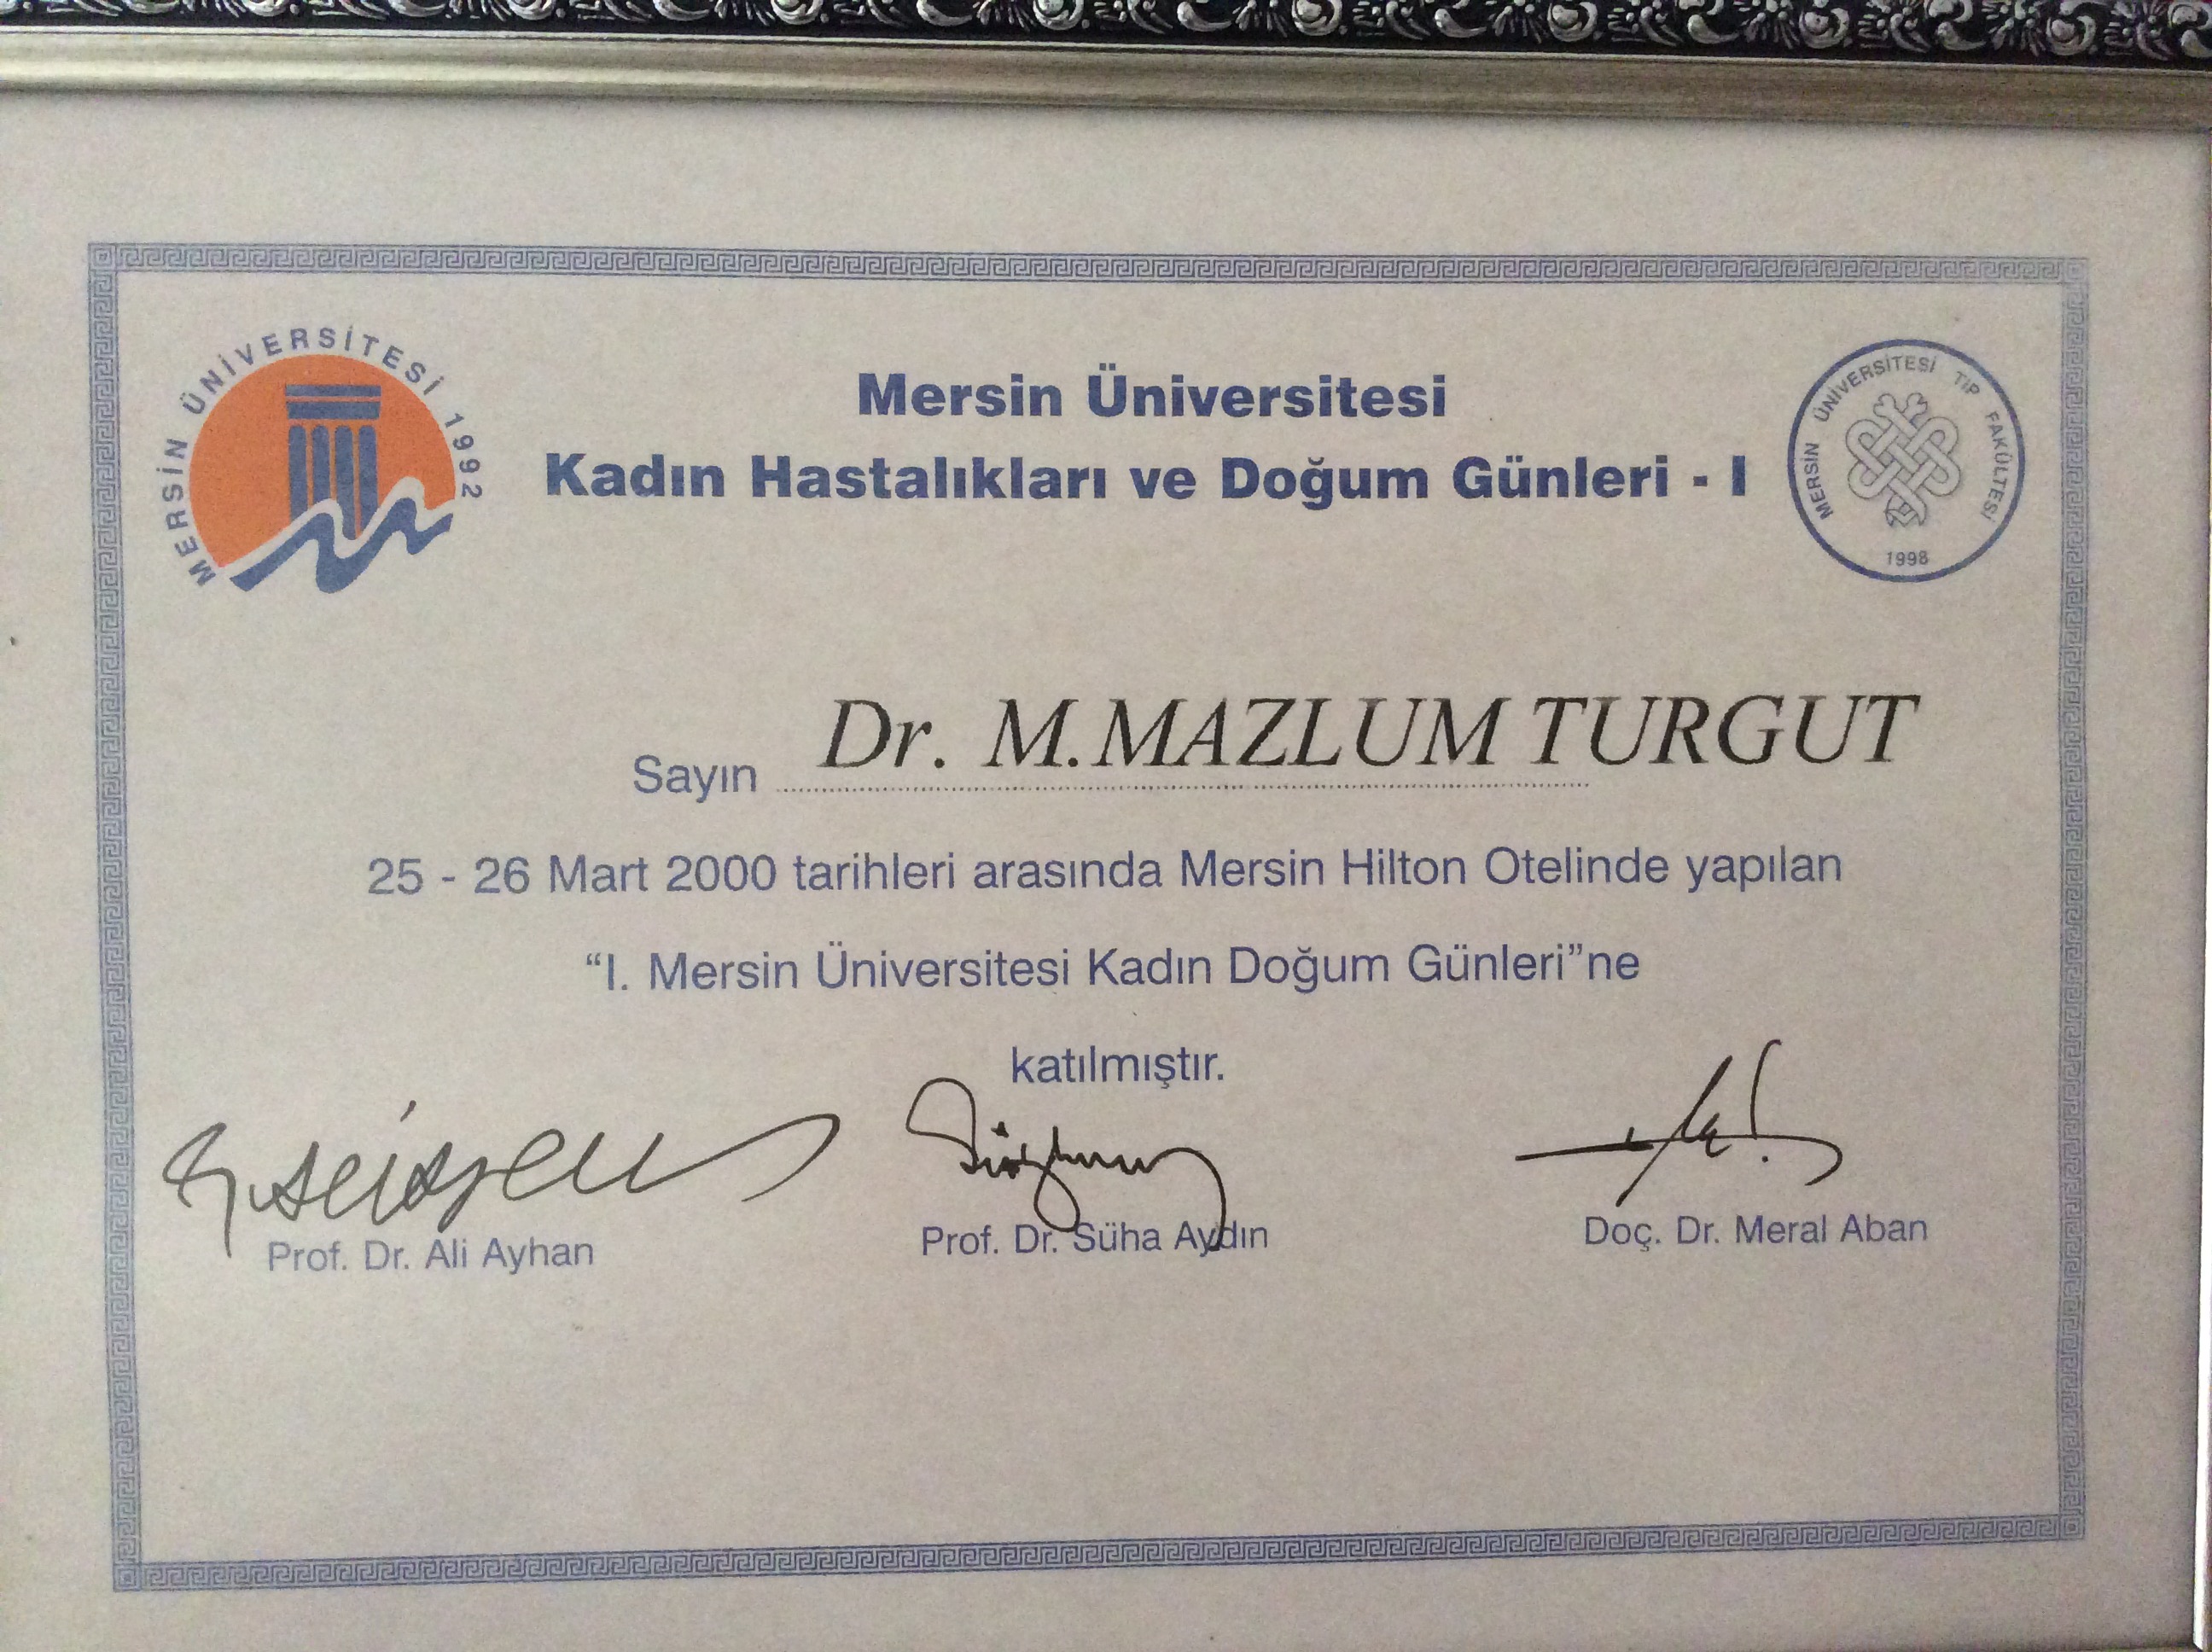 MERSİN ÜNİVERSİTESİ 1992
Mersin Üniversitesi
Kadın Hastalıkları ve Doğum Günleri - I
MERSİN ÜNİVERSİTESİ TIP FAKÜLTESİ
1998
Sayın Dr. M.MAZLUM TURGUT
25 - 26 Mart 2000 tarihleri arasında Mersin Hilton Otelinde yapılan
“I. Mersin Üniversitesi Kadın Doğum Günleri”ne
katılmıştır.
Prof. Dr. Ali Ayhan
Prof. Dr. Süha Aydın
Doç. Dr. Meral Aban